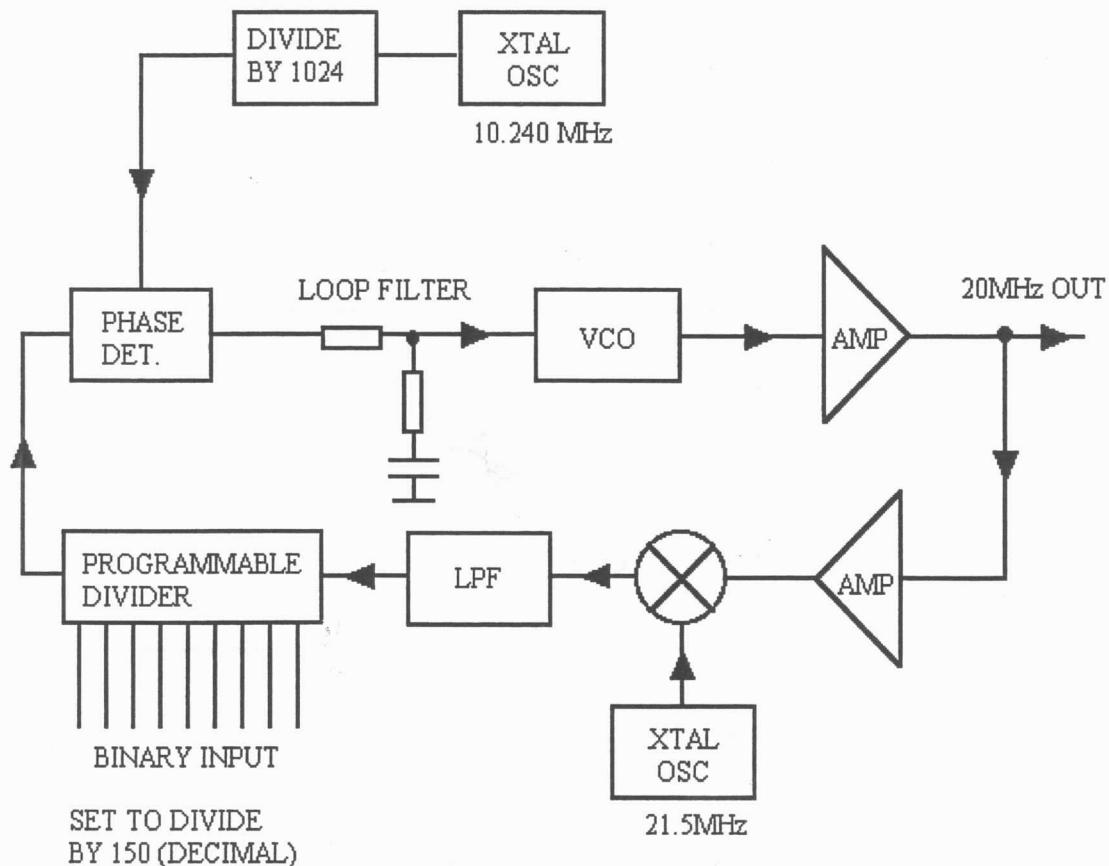 DIVIDE
BY 1024
XTAL
OSC
10.240 MHz
PHASE
DET.
LOOP FILTER
VCO
AMP
20MHz OUT
PROGRAMMABLE
DIVIDER
LPF
AMP
BINARY INPUT
XTAL
OSC
21.5MHz
SET TO DIVIDE
BY 150 (DECIMAL)